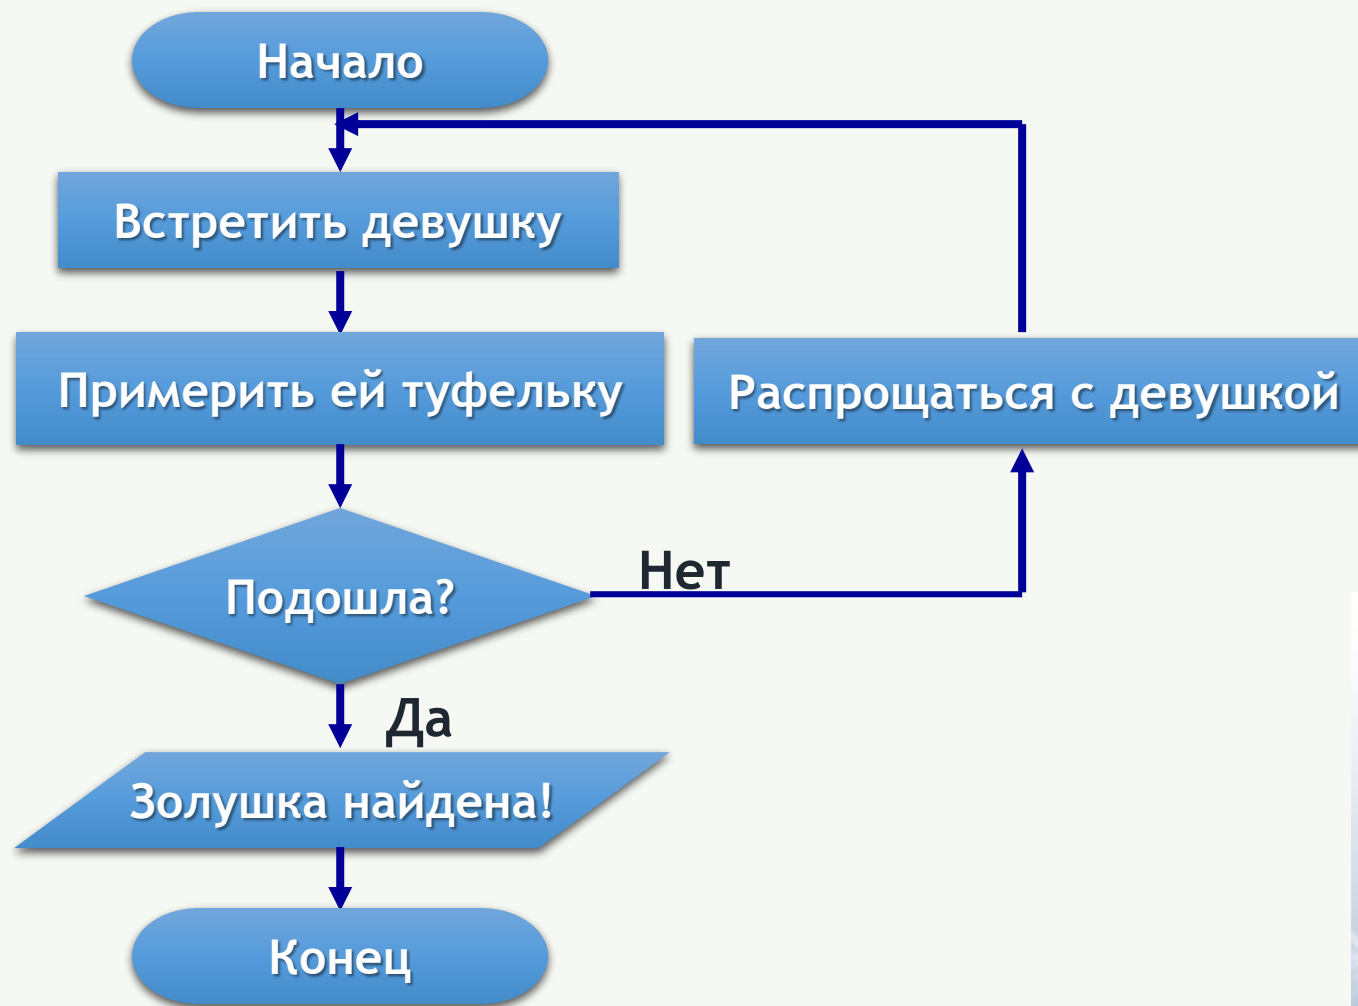 Начало
Встретить девушку
Примерить ей туфельку
Распрощаться с девушкой
Подошла?
Нет
Да
Золушка найдена!
Конец